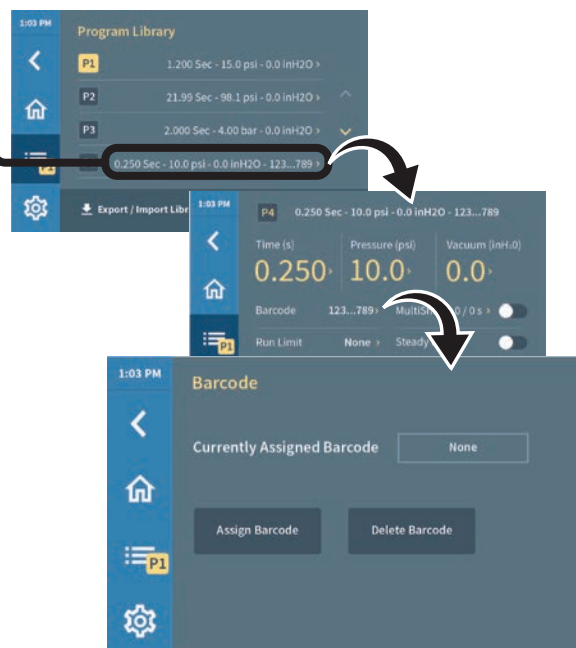 1:03 PM
Program Library
P1 1.200 Sec - 15.0 psi - 0.0 inH2O >
P2 21.99 Sec - 98.1 psi - 0.0 inH2O >
P3 2.000 Sec - 4.00 bar - 0.0 inH2O >
0.250 Sec - 10.0 psi - 0.0 inH2O - 123...789 >
P1
Export / Import
1:03 PM
P4 0.250 Sec - 10.0 psi - 0.0 inH2O - 123...789
Time (s) Pressure (psi) Vacuum (inH₂0)
0.250 > 10.0 > 0.0 >
Barcode 123...789 > 0 / 0 s >
Run Limit None > Steady
P1
1:03 PM
Barcode
Currently Assigned Barcode None
Assign Barcode Delete Barcode
P1